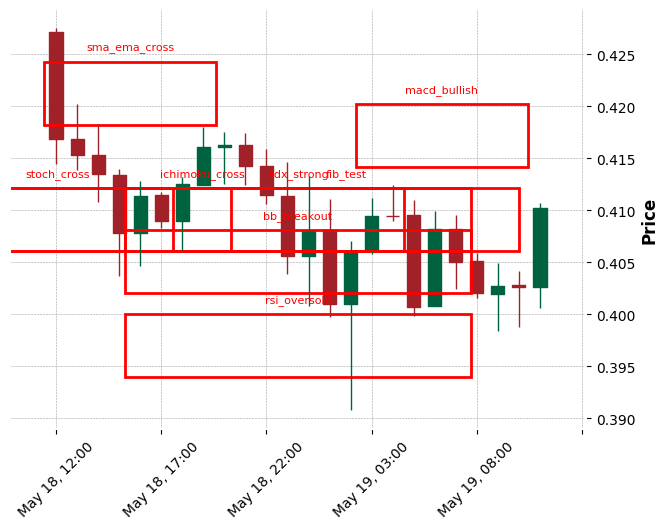 sma_ema_cross
0.425
macd_bullish
0.420
0.415
stoch_cross
ichimoku_cross
adx_strong
fib_test
0.410
bb_breakout
Price
0.405
rsi_oversold
0.400
0.395
0.390
May 18, 12:00
May 18, 17:00
May 18, 22:00
May 19, 03:00
May 19, 08:00